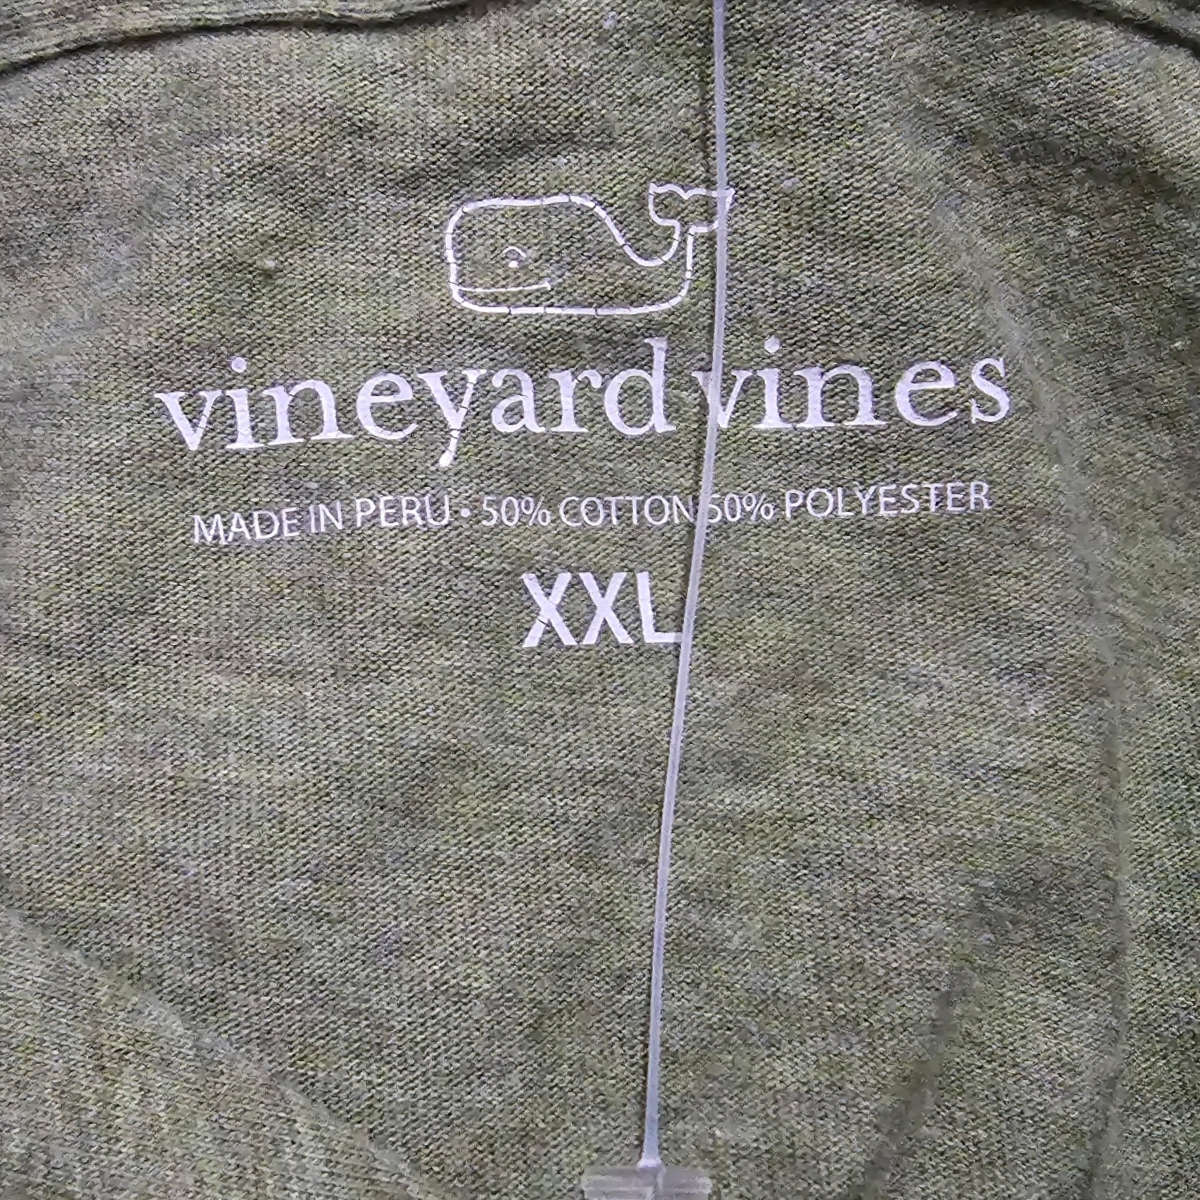 vineyard vines
MADE IN PERU • 50% COTTON 50% POLYESTER
XXL